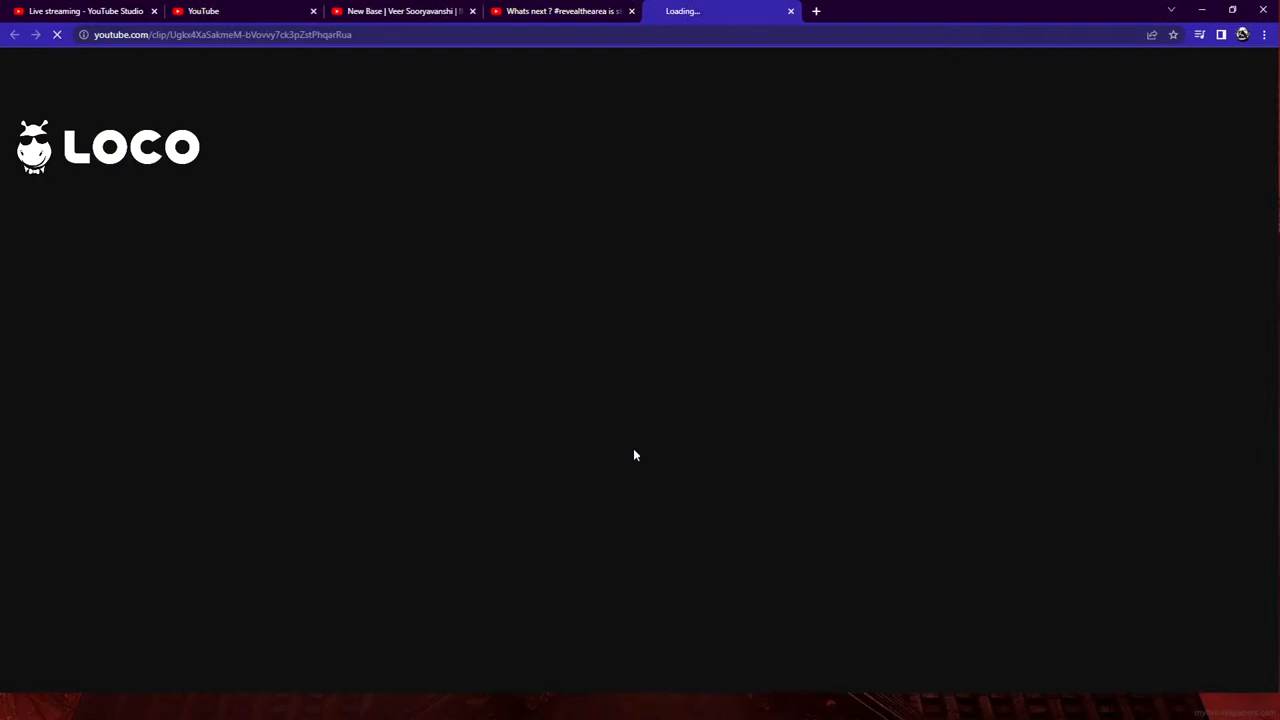 Live streaming - YouTube Studio
YouTube
New Base | Veer Sooryavanshi |
Whats next ? #revealthearea is st
Loading...
youtube.com/clip/Ugkx4XaSakmeM-bVovvy7ck3pZstPhqarRua
LOCO